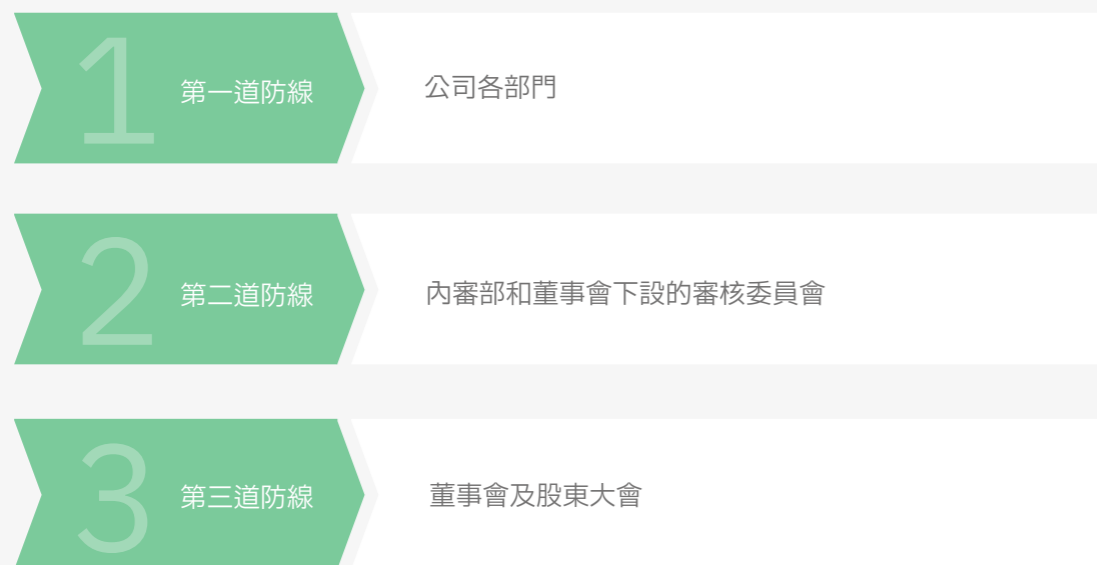 1
第一道防線
公司各部門
2
第二道防線
內審部和董事會下設的審核委員會
3
第三道防線
董事會及股東大會